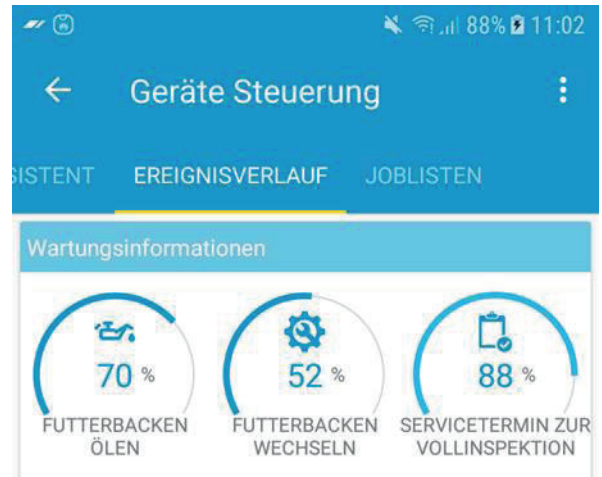 88% 11:02
Geräte Steuerung
SISTENT EREIGNISVERLAUF JOBLISTEN
Wartungsinformationen
70 % 52 % 88 %
FUTTERBACKEN FUTTERBACKEN SERVICETERMIN ZUR
ÖLEN WECHSELN VOLLINSPEKTION